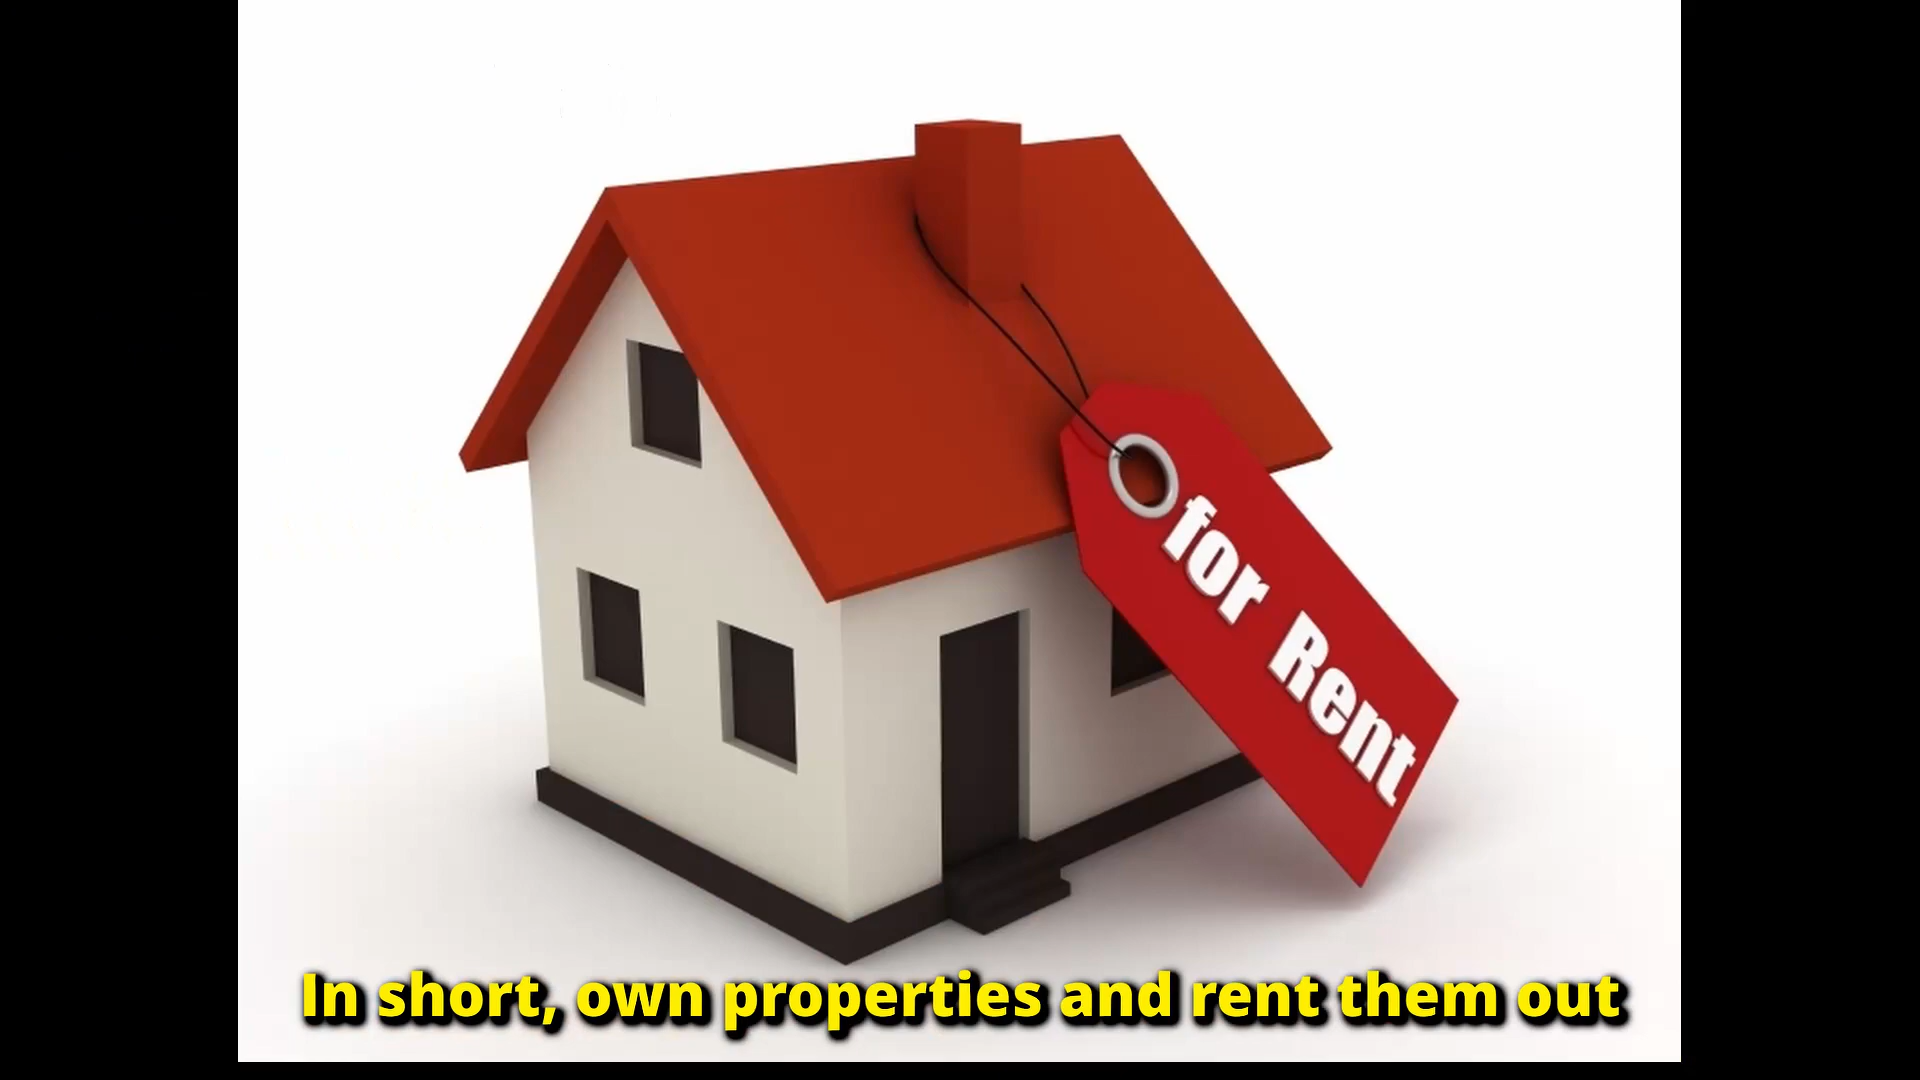 for Rent
In short, own properties and rent them out